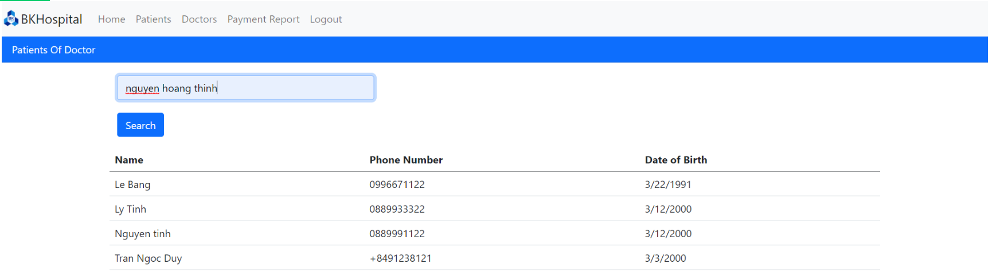 BK
BKHospital Home Patients Doctors Payment Report Logout
Patients Of Doctor
nguyen hoang thinh
Search
Name Phone Number Date of Birth
Le Bang 0996671122 3/22/1991
Ly Tinh 0889933322 3/12/2000
Nguyen tinh 0889991122 3/12/2000
Tran Ngoc Duy +8491238121 3/3/2000